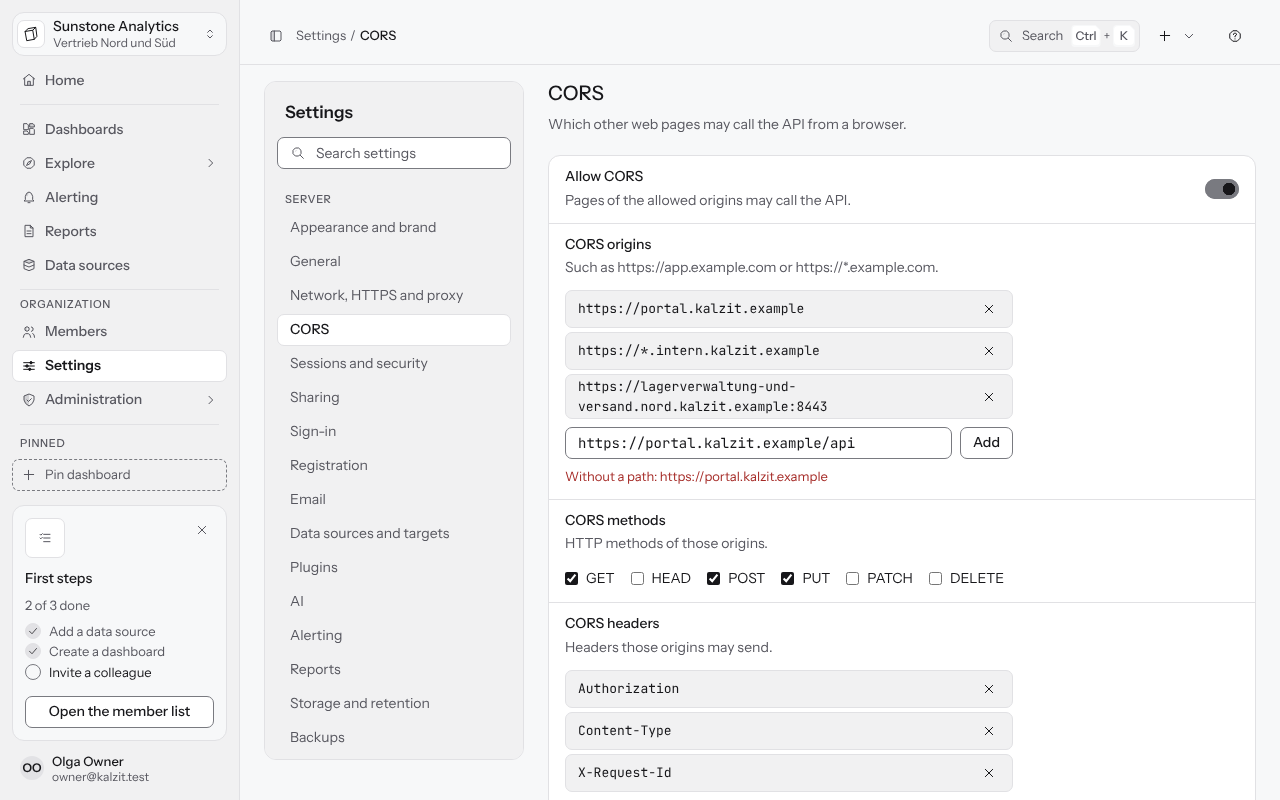 Sunstone Analytics
Vertrieb Nord und Süd
Home
Dashboards
Explore
Alerting
Reports
Data sources
ORGANIZATION
Members
Settings
Administration
PINNED
Pin dashboard
First steps
2 of 3 done
Add a data source
Create a dashboard
Invite a colleague
Open the member list
OO
Olga Owner
owner@kalzit.test
Settings / CORS
Search Ctrl + K
Settings
Search settings
SERVER
Appearance and brand
General
Network, HTTPS and proxy
CORS
Sessions and security
Sharing
Sign-in
Registration
Email
Data sources and targets
Plugins
AI
Alerting
Reports
Storage and retention
Backups
CORS
Which other web pages may call the API from a browser.
Allow CORS
Pages of the allowed origins may call the API.
CORS origins
Such as https://app.example.com or https://*.example.com.
https://portal.kalzit.example
https://*.intern.kalzit.example
https://lagerverwaltung-und-
versand.nord.kalzit.example:8443
https://portal.kalzit.example/api
Add
Without a path: https://portal.kalzit.example
CORS methods
HTTP methods of those origins.
GET HEAD POST PUT PATCH DELETE
CORS headers
Headers those origins may send.
Authorization
Content-Type
X-Request-Id